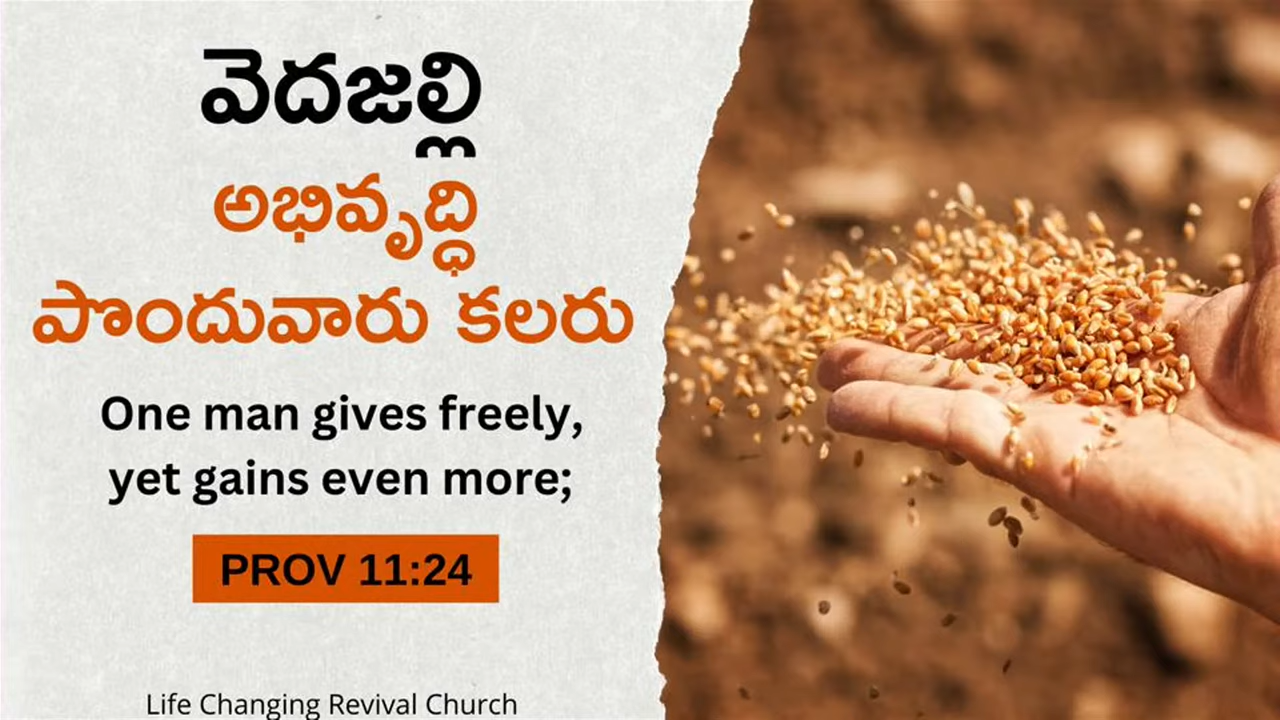 వెదజల్లి
అభివృద్ధి
పొందువారు కలరు
One man gives freely,
yet gains even more;
PROV 11:24
Life Changing Revival Church